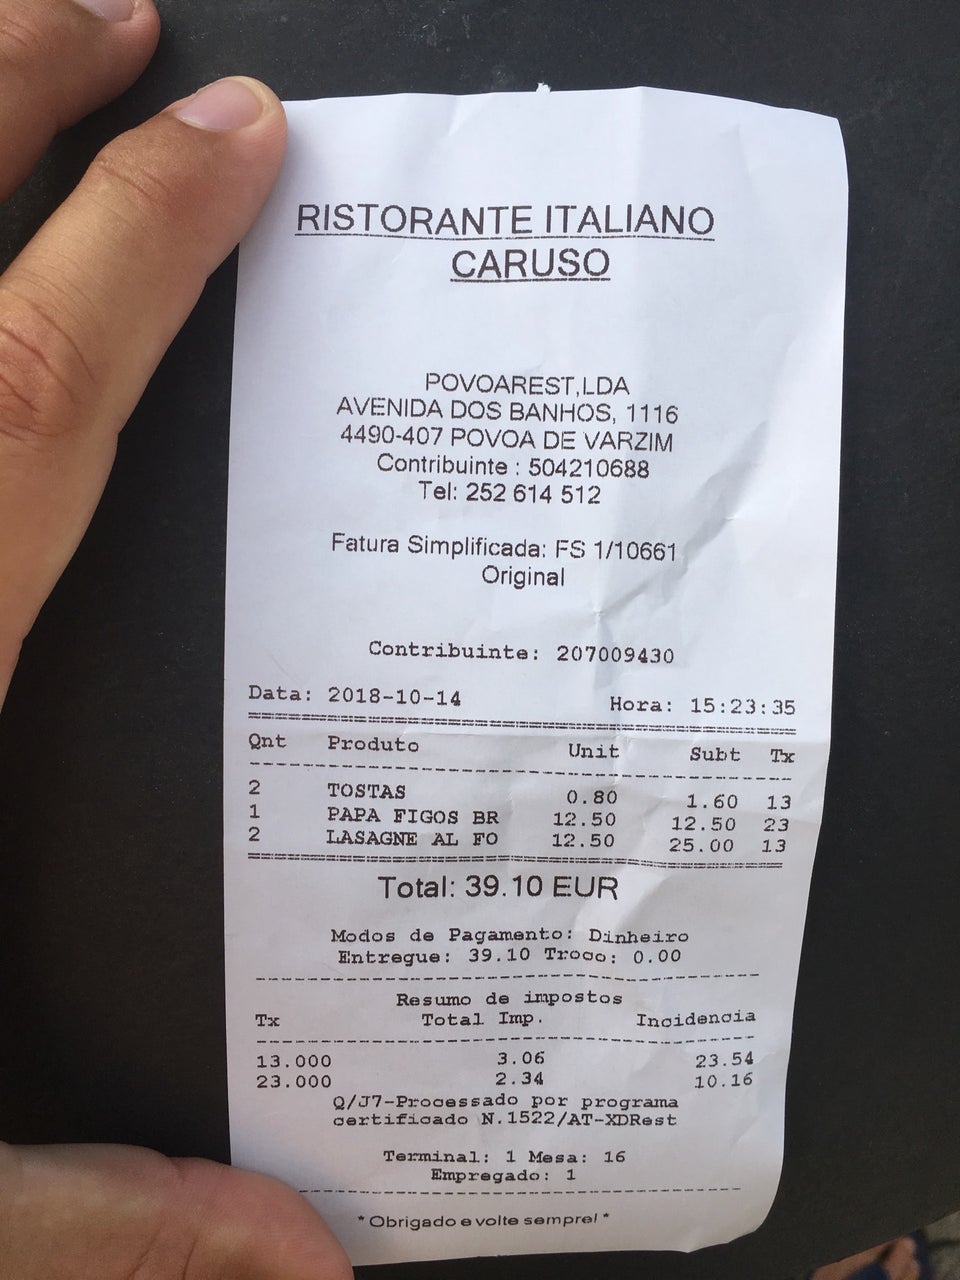 RISTORANTE ITALIANO
CARUSO
POVOAREST,LDA
AVENIDA DOS BANHOS, 1116
4490-407 POVOA DE VARZIM
Contribuinte : 504210688
Tel: 252 614 512
Fatura Simplificada: FS 1/10661
Original
Contribuinte: 207009430
Data: 2018-10-14 Hora: 15:23:35
Qnt Produto Unit Subt Tx
2 TOSTAS 0.80 1.60 13
1 PAPA FIGOS BR 12.50 12.50 23
2 LASAGNE AL FO 12.50 25.00 13
Total: 39.10 EUR
Modos de Pagamento: Dinheiro
Entregue: 39.10 Troco: 0.00
Resumo de impostos
Tx Total Imp. Incidencia
13.000 3.06 23.54
23.000 2.34 10.16
Q/J7-Processado por programa
certificado N.1522/AT-XDRest
Terminal: 1 Mesa: 16
Empregado: 1
* Obrigado e volte sempre! *